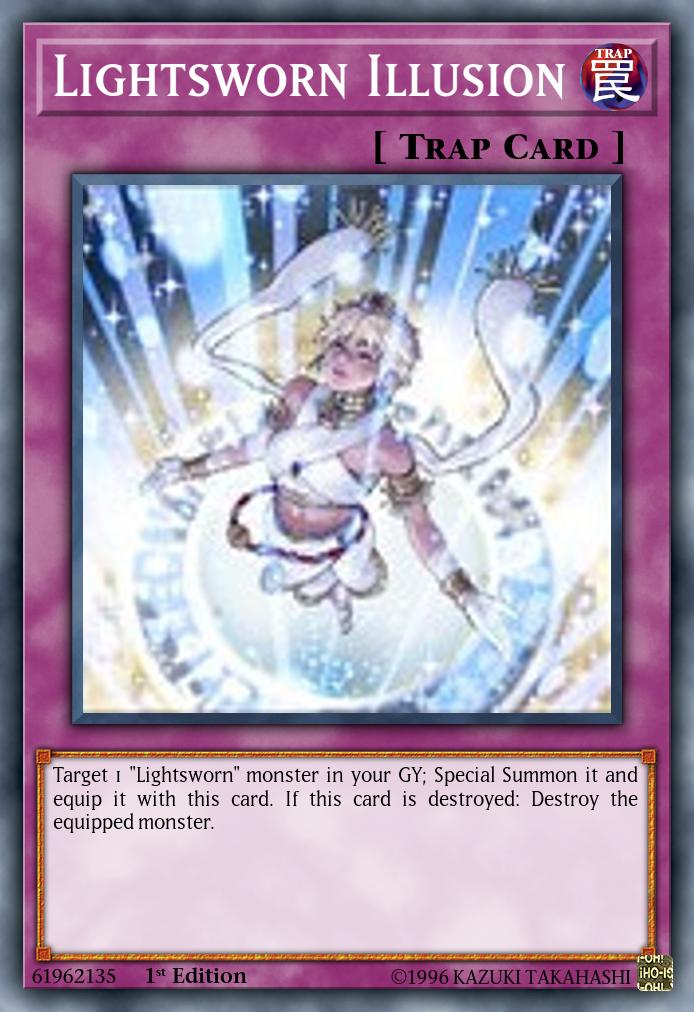 Lightsworn Illusion
TRAP
罠
[ Trap Card ]
Target 1 "Lightsworn" monster in your GY; Special Summon it and
equip it with this card. If this card is destroyed: Destroy the
equipped monster.
61962135 1st Edition ©1996 KAZUKI TAKAHASHI